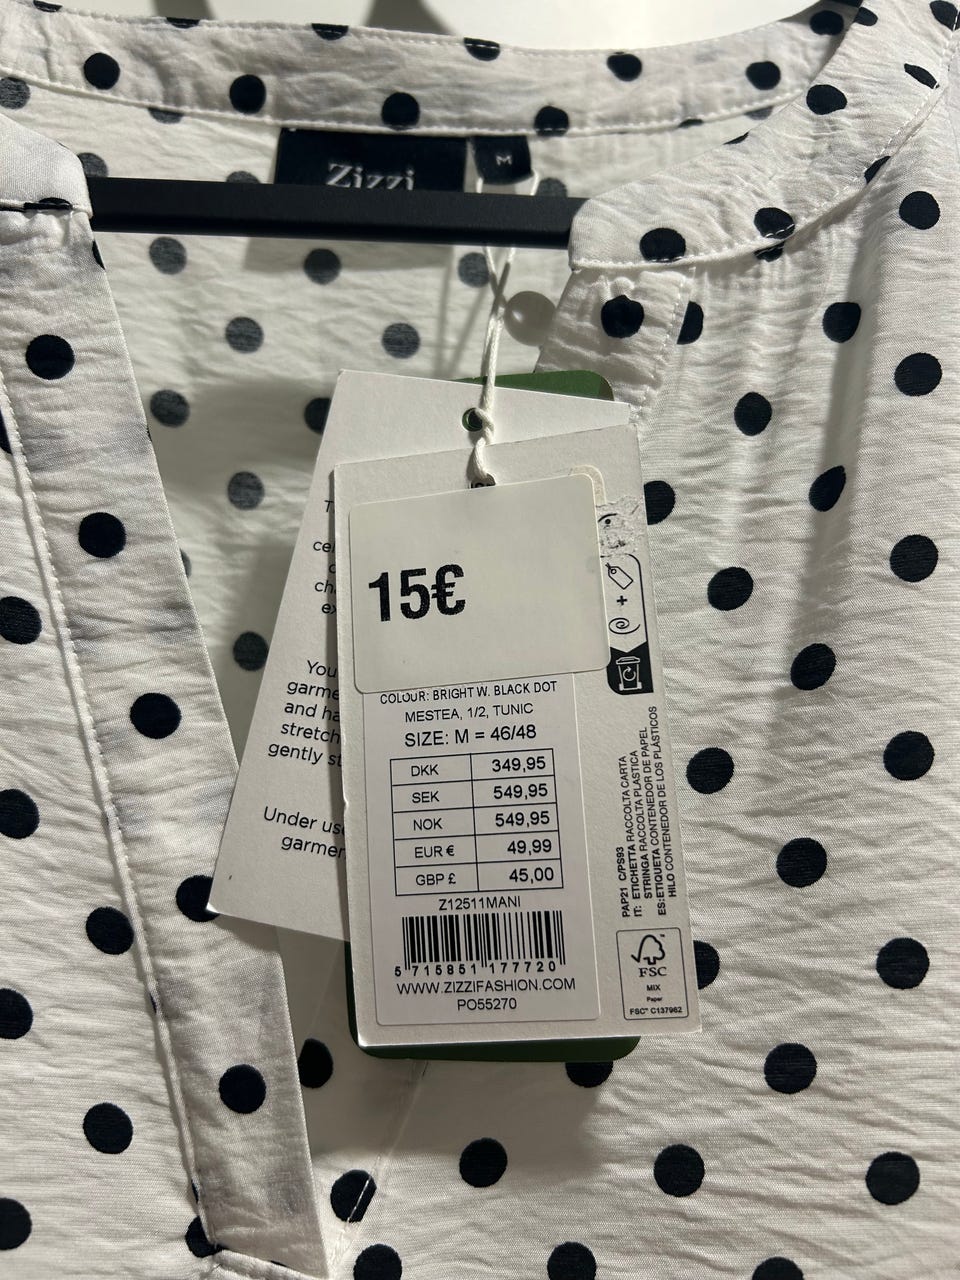 Zizzi
M
You
garme
and ha
stretch
gently st
Under us
garmen
15€
COLOUR: BRIGHT W. BLACK DOT
MESTEA, 1/2, TUNIC
SIZE: M = 46/48
DKK 349,95
SEK 549,95
NOK 549,95
EUR € 49,99
GBP £ 45,00
Z12511MANI
5 715851 177720
WWW.ZIZZIFASHION.COM
PO55270
PAP21 C/PS93
IT: ETICHETTA RACCOLTA CARTA
STRINGA RACCOLTA PLASTICA
ES:ETIQUETA CONTENEDOR DE PAPEL
HILO CONTENEDOR DE LOS PLÁSTICOS
FSC
MIX
Paper
FSC™ C137962